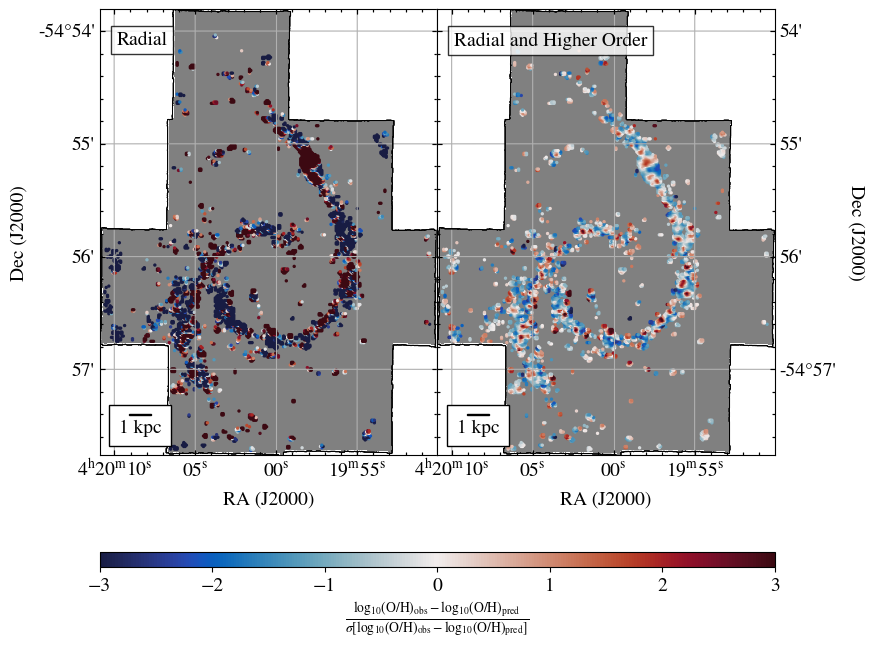 Radial
Radial and Higher Order
-54°54'
55'
56'
57'
54'
55'
56'
-54°57'
Dec (J2000)
Dec (J2000)
1 kpc
1 kpc
4ʰ20ᵐ10ˢ 05ˢ 00ˢ 19ᵐ55ˢ
4ʰ20ᵐ10ˢ 05ˢ 00ˢ 19ᵐ55ˢ
RA (J2000)
RA (J2000)
−3 −2 −1 0 1 2 3
log₁₀(O/H)obs − log₁₀(O/H)pred
σ[log₁₀(O/H)obs − log₁₀(O/H)pred]